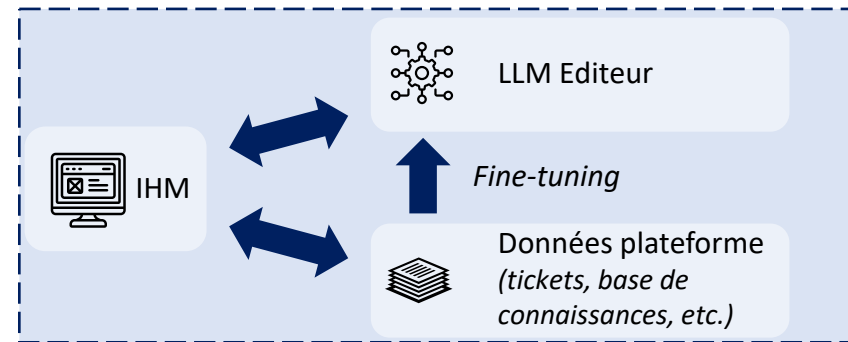 LLM Editeur
IHM
Fine-tuning
Données plateforme
(tickets, base de
connaissances, etc.)